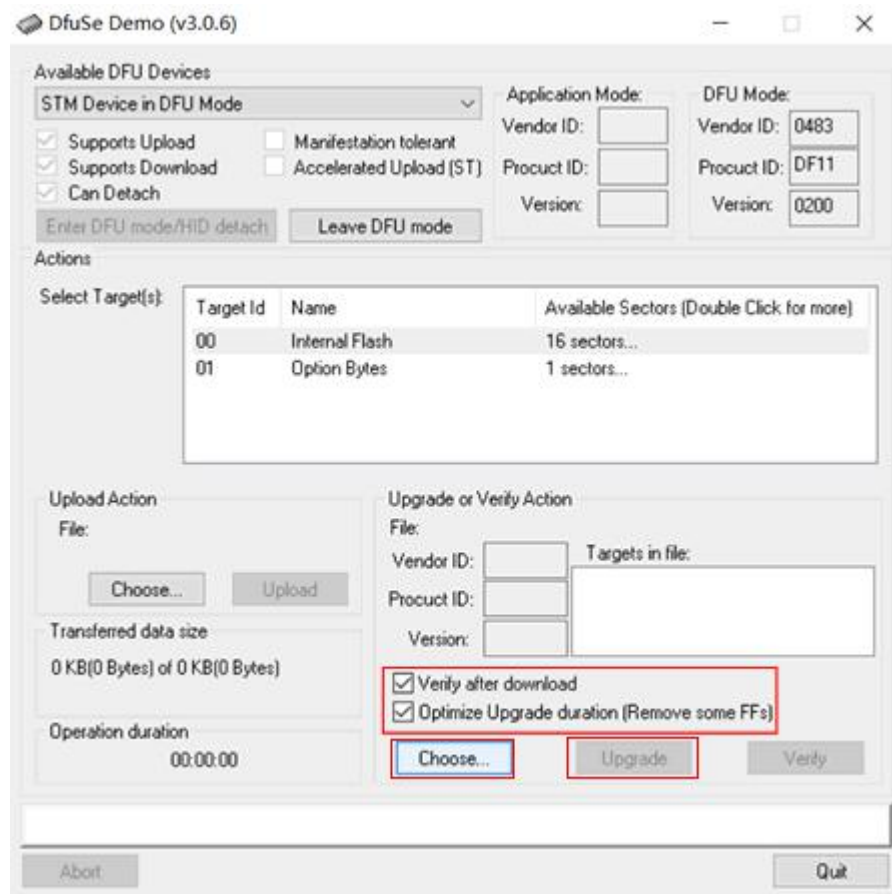 DfuSe Demo (v3.0.6)
Available DFU Devices
STM Device in DFU Mode
Supports Upload
Manifestation tolerant
Supports Download
Accelerated Upload (ST)
Can Detach
Enter DFU mode/HID detach
Leave DFU mode
Application Mode:
Vendor ID:
Procuct ID:
Version:
DFU Mode:
Vendor ID: 0483
Procuct ID: DF11
Version: 0200
Actions
Select Target(s):
Target Id Name Available Sectors (Double Click for more)
00 Internal Flash 16 sectors...
01 Option Bytes 1 sectors...
Upload Action
File:
Choose... Upload
Transferred data size
0 KB(0 Bytes) of 0 KB(0 Bytes)
Operation duration
00:00:00
Upgrade or Verify Action
File:
Vendor ID:
Procuct ID:
Version:
Targets in file:
Verify after download
Optimize Upgrade duration (Remove some FFs)
Choose... Upgrade Verify
Abort Quit